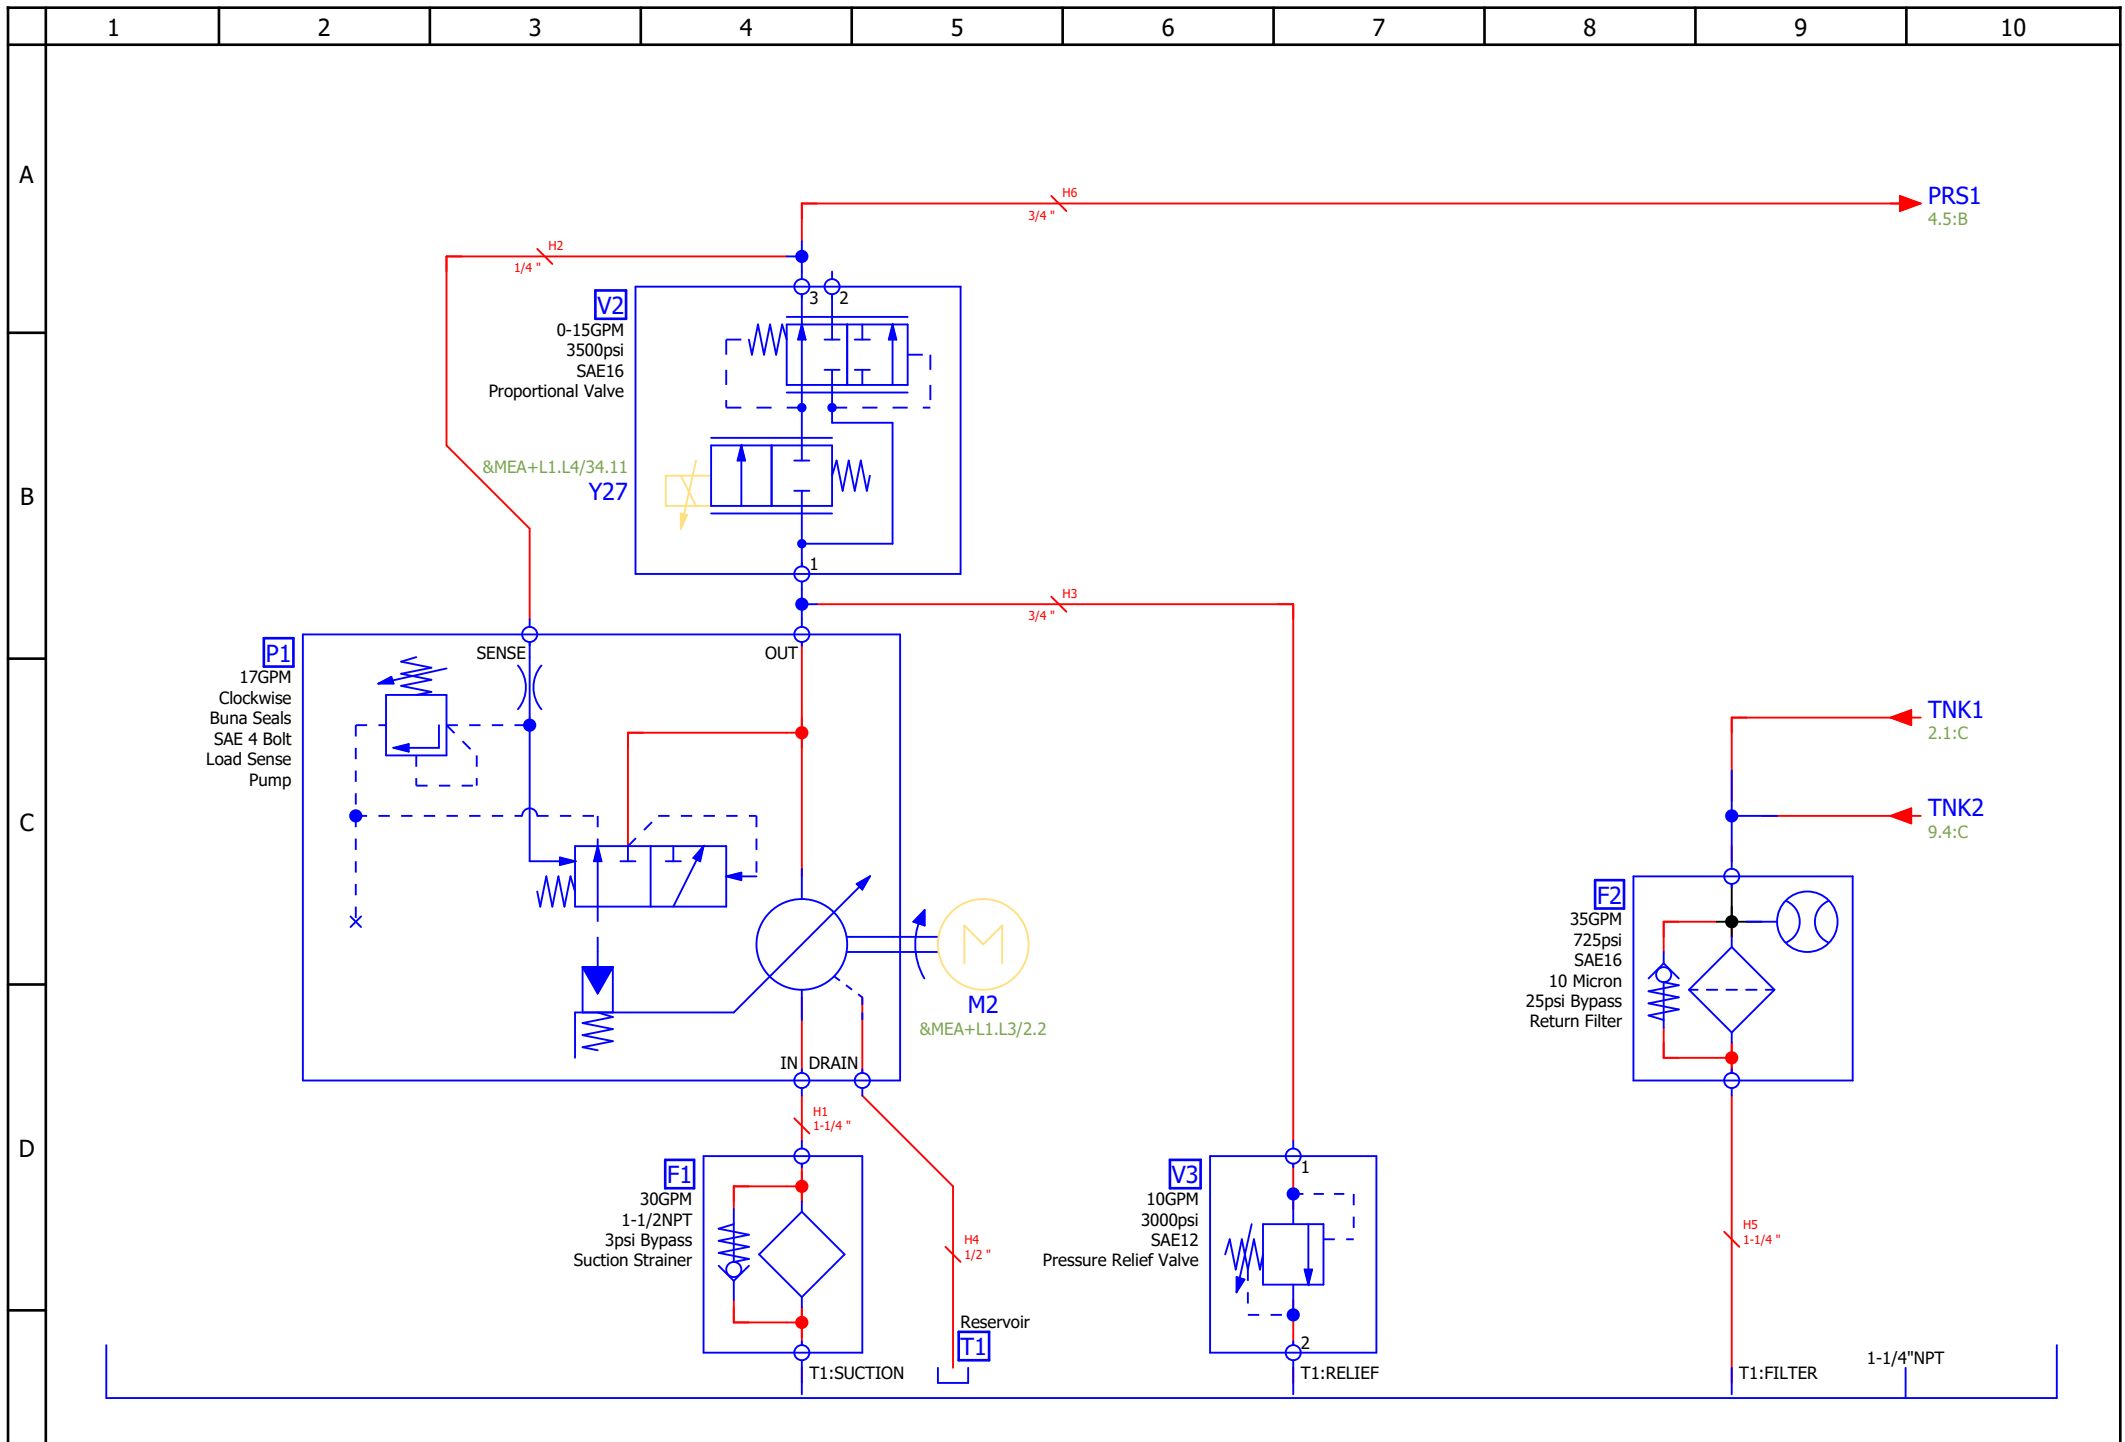 1 2 3 4 5 6 7 8 9 10
A
H6
3/4 "
PRS1
4.5:B
H2
1/4 "
3 2
V2
0-15GPM
3500psi
SAE16
Proportional Valve
&MEA+L1.L4/34.11
Y27
B
1
H3
3/4 "
P1
17GPM
Clockwise
Buna Seals
SAE 4 Bolt
Load Sense
Pump
SENSE
OUT
TNK1
2.1:C
C
TNK2
9.4:C
F2
35GPM
725psi
SAE16
10 Micron
25psi Bypass
Return Filter
M
M2
&MEA+L1.L3/2.2
IN DRAIN
H1
1-1/4 "
D
F1
30GPM
1-1/2NPT
3psi Bypass
Suction Strainer
H4
1/2 "
V3
10GPM
3000psi
SAE12
Pressure Relief Valve
1
2
H5
1-1/4 "
Reservoir
T1
T1:SUCTION
T1:RELIEF
T1:FILTER
1-1/4"NPT